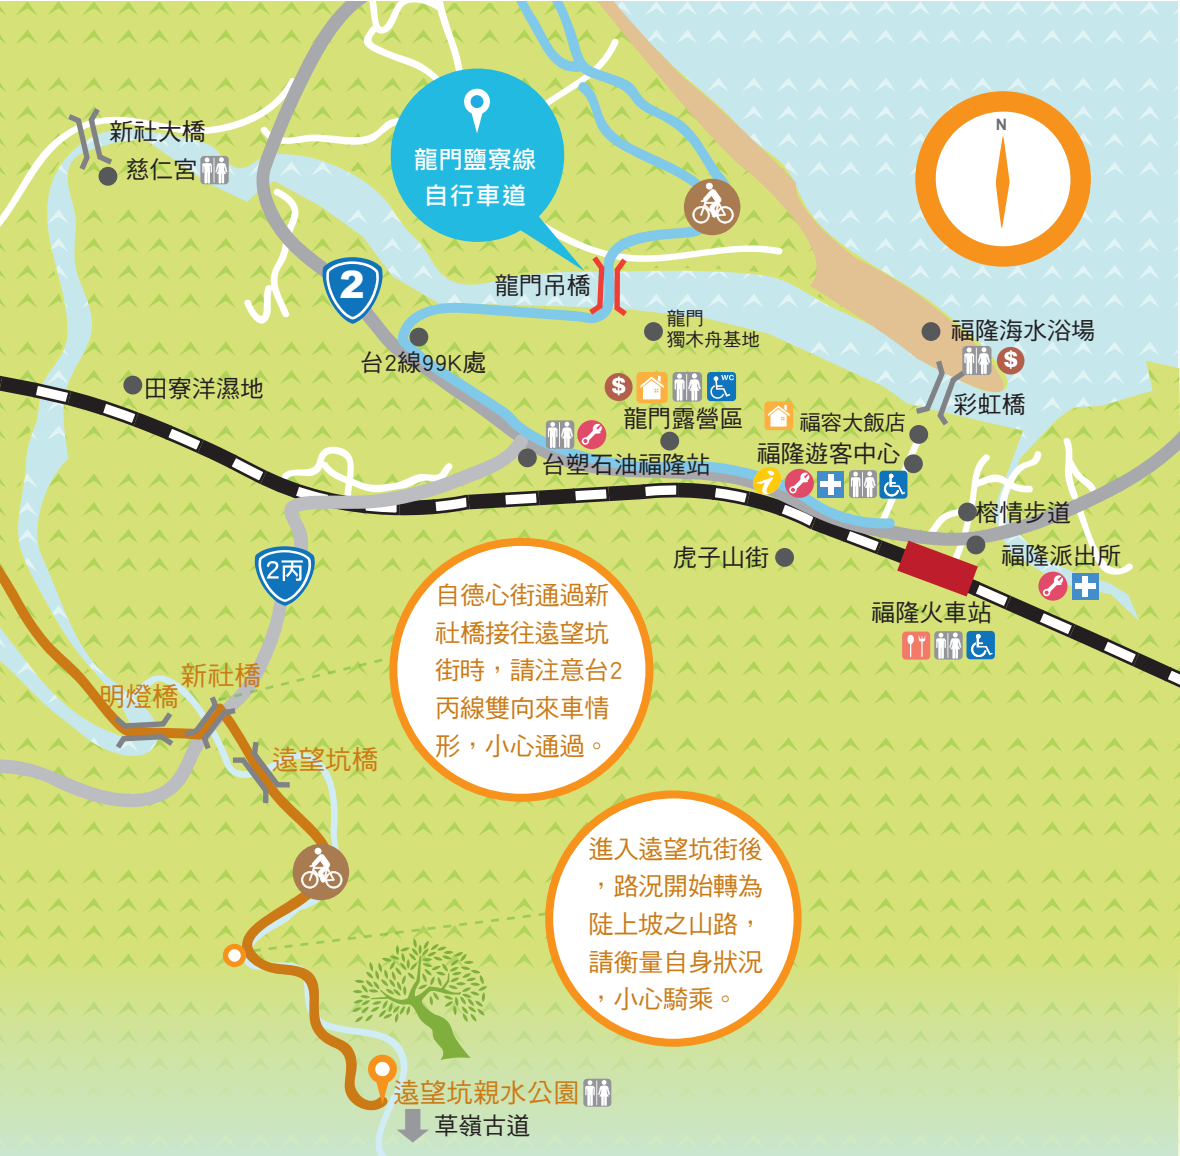 新社大橋
慈仁宮
龍門鹽寮線
自行車道
N
2
龍門吊橋
龍門
獨木舟基地
福隆海水浴場
$
台2線99K處
田寮洋濕地
$
WC
彩虹橋
龍門露營區
福容大飯店
福隆遊客中心
台塑石油福隆站
榕情步道
虎子山街
福隆派出所
2丙
福隆火車站
自德心街通過新
社橋接往遠望坑
街時，請注意台2
丙線雙向來車情
形，小心通過。
新社橋
明燈橋
遠望坑橋
進入遠望坑街後
，路況開始轉為
陡上坡之山路，
請衡量自身狀況
，小心騎乘。
遠望坑親水公園
草嶺古道